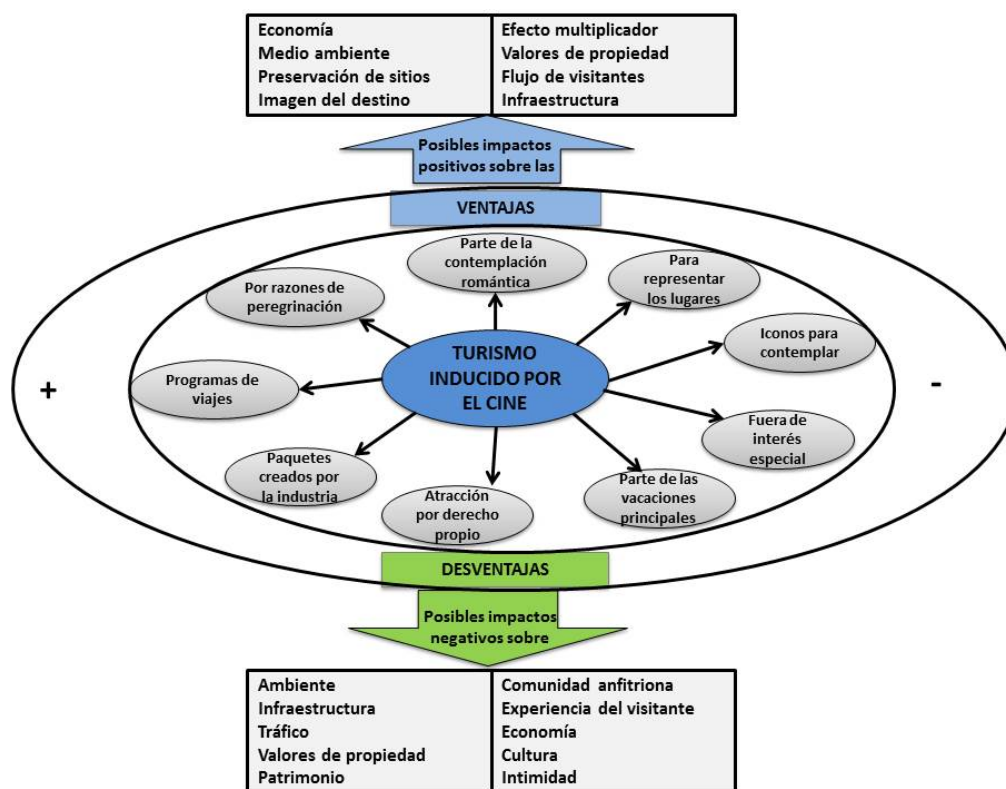 Economía
Medio ambiente
Preservación de sitios
Imagen del destino
Efecto multiplicador
Valores de propiedad
Flujo de visitantes
Infraestructura
Posibles impactos
positivos sobre las
VENTAJAS
Parte de la
contemplación
romántica
Por razones de
peregrinación
Para
representar
los lugares
Iconos para
contemplar
TURISMO
INDUCIDO POR
EL CINE
+
-
Programas de
viajes
Fuera de
interés
especial
Paquetes
creados por
la industria
Atracción
por derecho
propio
Parte de las
vacaciones
principales
DESVENTAJAS
Posibles impactos
negativos sobre
Ambiente
Infraestructura
Tráfico
Valores de propiedad
Patrimonio
Comunidad anfitriona
Experiencia del visitante
Economía
Cultura
Intimidad